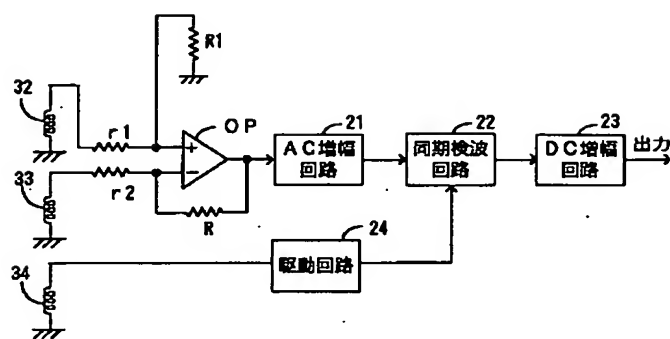 R1
32
r1
OP
+
-
33
r2
R
21
AC増幅
回路
22
同期検波
回路
23
DC増幅
回路
出力
24
駆動回路
34